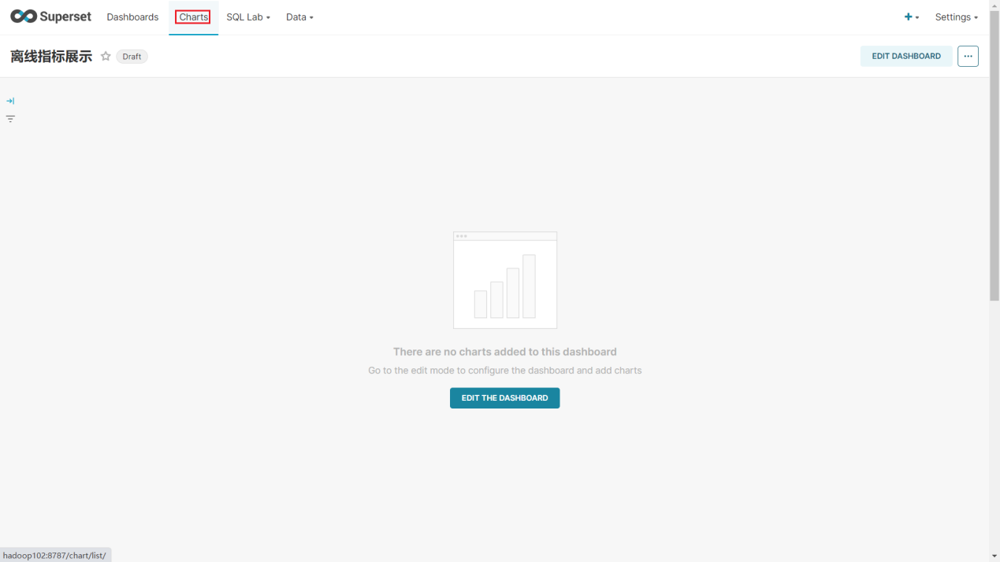 Superset Dashboards Charts SQL Lab Data Settings
离线指标展示 Draft EDIT DASHBOARD
There are no charts added to this dashboard
Go to the edit mode to configure the dashboard and add charts
EDIT THE DASHBOARD
hadoop102:8787/chart/list/